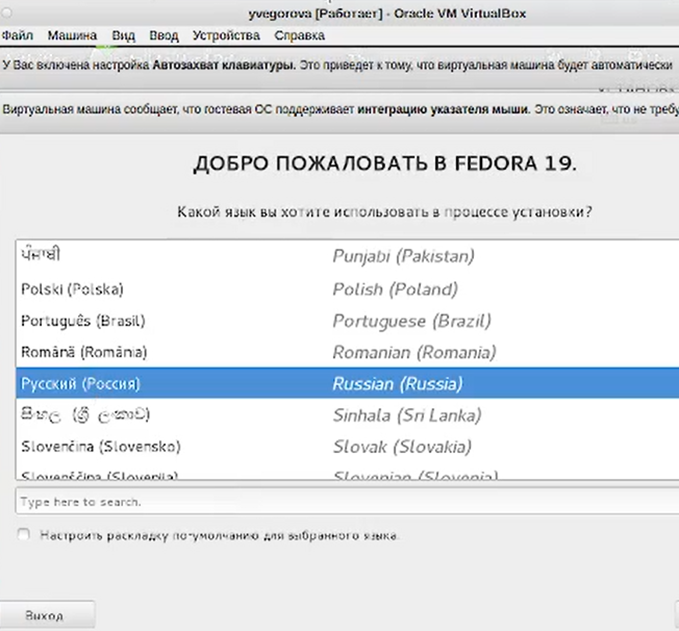 yvegorova [Работает] - Oracle VM VirtualBox
Файл Машина Вид Ввод Устройства Справка
У Вас включена настройка Автозахват клавиатуры. Это приведет к тому, что виртуальная машина будет автоматически
Виртуальная машина сообщает, что гостевая ОС поддерживает интеграцию указателя мыши. Это означает, что не требу
ДОБРО ПОЖАЛОВАТЬ В FEDORA 19.
Какой язык вы хотите использовать в процессе установки?
ਪੰਜਾਬੀ Punjabi (Pakistan)
Polski (Polska) Polish (Poland)
Português (Brasil) Portuguese (Brazil)
Română (România) Romanian (Romania)
Русский (Россия) Russian (Russia)
සිංහල (ශ්‍රී ලංකාව) Sinhala (Sri Lanka)
Slovenčina (Slovensko) Slovak (Slovakia)
Slovenščina (Slovenija) Slovenian (Slovenia)
Type here to search.
Настроить раскладку по-умолчанию для выбранного языка.
Выход